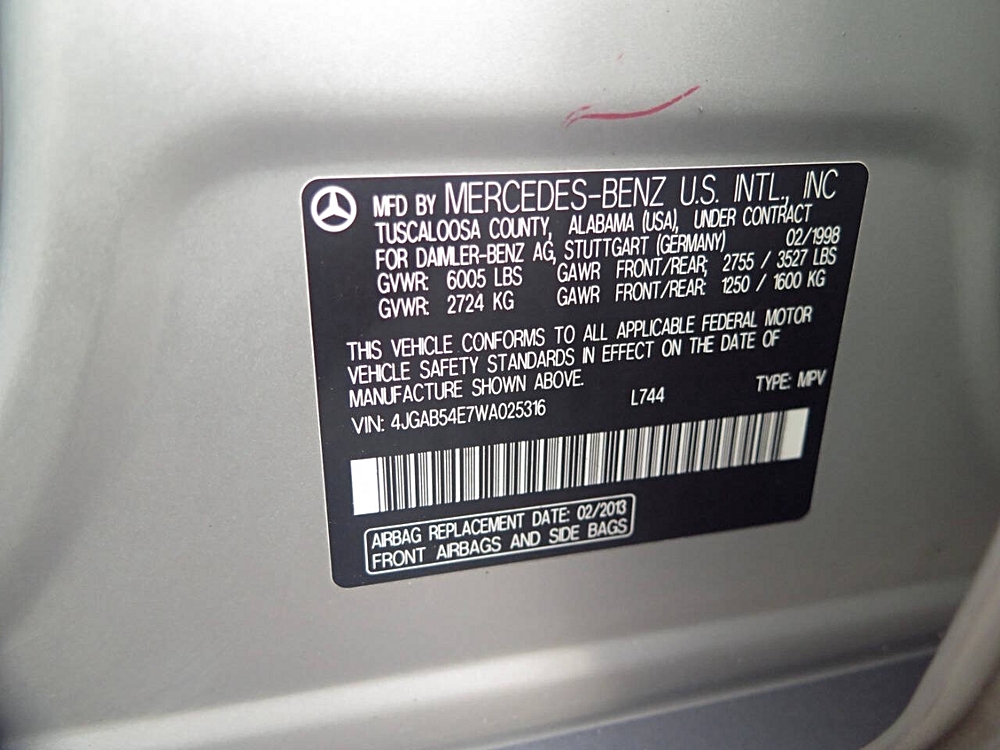 MFD BY MERCEDES-BENZ U.S. INTL., INC
TUSCALOOSA COUNTY, ALABAMA (USA), UNDER CONTRACT
FOR DAIMLER-BENZ AG, STUTTGART (GERMANY) 02/1998
GVWR: 6005 LBS GAWR FRONT/REAR: 2755 / 3527 LBS
GVWR: 2724 KG GAWR FRONT/REAR: 1250 / 1600 KG
THIS VEHICLE CONFORMS TO ALL APPLICABLE FEDERAL MOTOR
VEHICLE SAFETY STANDARDS IN EFFECT ON THE DATE OF
MANUFACTURE SHOWN ABOVE.
VIN: 4JGAB54E7WA025316 L744 TYPE: MPV
AIRBAG REPLACEMENT DATE: 02/2013
FRONT AIRBAGS AND SIDE BAGS